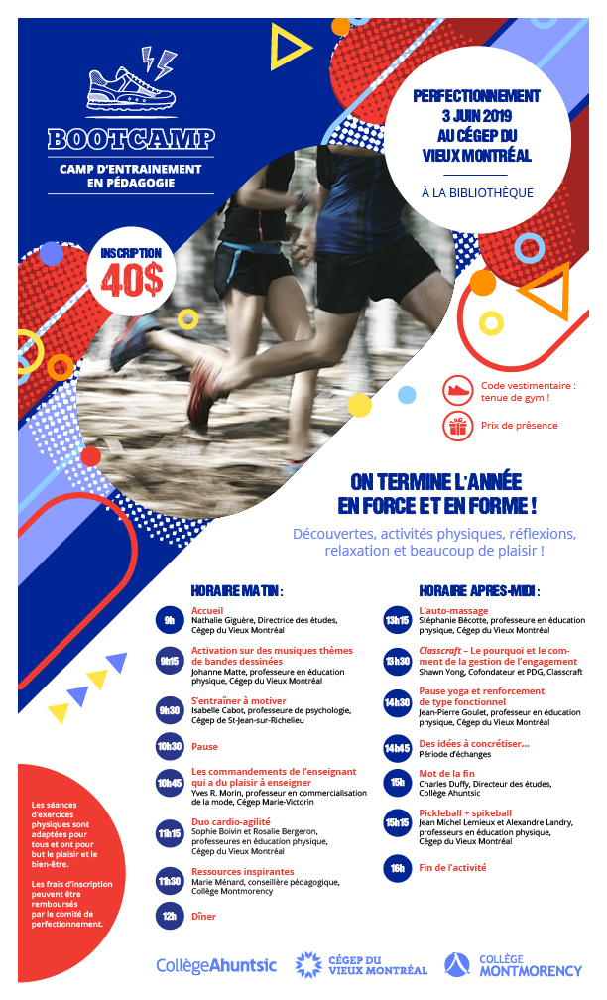 BOOTCAMP
CAMP D'ENTRAINEMENT
EN PÉDAGOGIE
PERFECTIONNEMENT
3 JUIN 2019
AU CÉGEP DU
VIEUX MONTRÉAL
À LA BIBLIOTHÈQUE
INSCRIPTION
40$
Code vestimentaire :
tenue de gym !
Prix de présence
ON TERMINE L'ANNÉE
EN FORCE ET EN FORME !
Découvertes, activités physiques, réflexions,
relaxation et beaucoup de plaisir !
HORAIRE MATIN :
9h
Accueil
Nathalie Giguère, Directrice des études,
Cégep du Vieux Montréal
9h15
Activation sur des musiques thèmes
de bandes dessinées
Johanne Matte, professeure en éducation
physique, Cégep du Vieux Montréal
9h30
S'entraîner à motiver
Isabelle Cabot, professeure de psychologie,
Cégep de St-Jean-sur-Richelieu
10h30
Pause
10h45
Les commandements de l'enseignant
qui a du plaisir à enseigner
Yves R. Morin, professeur en commercialisation
de la mode, Cégep Marie-Victorin
11h15
Duo cardio-agilité
Sophie Boivin et Rosalie Bergeron,
professeures en éducation physique,
Cégep du Vieux Montréal
11h30
Ressources inspirantes
Marie Ménard, conseillère pédagogique,
Collège Montmorency
12h
Dîner
HORAIRE APRES-MIDI :
13h15
L'auto-massage
Stéphanie Bécotte, professeure en éducation
physique, Cégep du Vieux Montréal
13h30
Classcraft – Le pourquoi et le com-
ment de la gestion de l'engagement
Shawn Yong, Cofondateur et PDG, Classcraft
14h30
Pause yoga et renforcement
de type fonctionnel
Jean-Pierre Goulet, professeur en éducation
physique, Cégep du Vieux Montréal
14h45
Des idées à concrétiser...
Période d'échanges
15h
Mot de la fin
Charles Duffy, Directeur des études,
Collège Ahuntsic
15h15
Pickleball + spikeball
Jean Michel Lemieux et Alexandre Landry,
professeurs en éducation physique,
Cégep du Vieux Montréal
16h
Fin de l'activité
Les séances
d'exercices
physiques sont
adaptées pour
tous et ont pour
but le plaisir et le
bien-être.
Les frais d'inscription
peuvent être
remboursés
par le comité de
perfectionnement.
CollègeAhuntsic
CÉGEP DU
VIEUX MONTRÉAL
COLLÈGE
MONTMORENCY